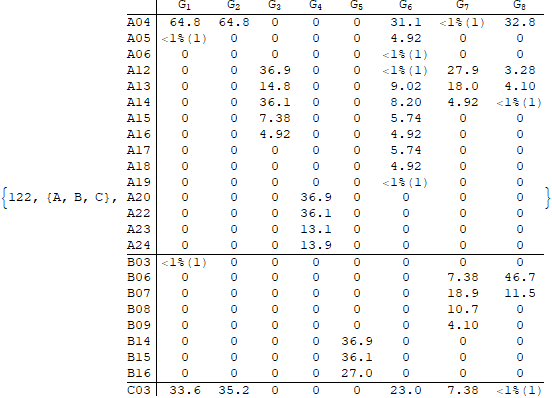 G1 G2 G3 G4 G5 G6 G7 G8
A04 64.8 64.8 0 0 0 31.1 <1%(1) 32.8
A05 <1%(1) 0 0 0 0 4.92 0 0
A06 0 0 0 0 0 <1%(1) 0 0
A12 0 0 36.9 0 0 <1%(1) 27.9 3.28
A13 0 0 14.8 0 0 9.02 18.0 4.10
A14 0 0 36.1 0 0 8.20 4.92 <1%(1)
A15 0 0 7.38 0 0 5.74 0 0
A16 0 0 4.92 0 0 4.92 0 0
A17 0 0 0 0 0 5.74 0 0
A18 0 0 0 0 0 4.92 0 0
A19 0 0 0 0 0 <1%(1) 0 0
{122, {A, B, C}, A20 0 0 0 36.9 0 0 0 0 }
A22 0 0 0 36.1 0 0 0 0
A23 0 0 0 13.1 0 0 0 0
A24 0 0 0 13.9 0 0 0 0
B03 <1%(1) 0 0 0 0 0 0 0
B06 0 0 0 0 0 0 7.38 46.7
B07 0 0 0 0 0 0 18.9 11.5
B08 0 0 0 0 0 0 10.7 0
B09 0 0 0 0 0 0 4.10 0
B14 0 0 0 0 36.9 0 0 0
B15 0 0 0 0 36.1 0 0 0
B16 0 0 0 0 27.0 0 0 0
C03 33.6 35.2 0 0 0 23.0 7.38 <1%(1)